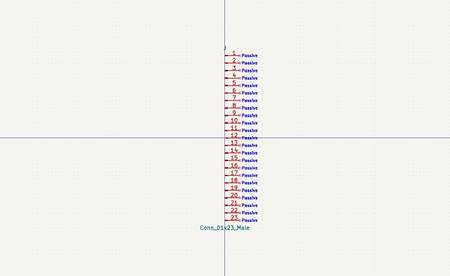 J
1 Passive
2 Passive
3 Passive
4 Passive
5 Passive
6 Passive
7 Passive
8 Passive
9 Passive
10 Passive
11 Passive
12 Passive
13 Passive
14 Passive
15 Passive
16 Passive
17 Passive
18 Passive
19 Passive
20 Passive
21 Passive
22 Passive
23 Passive
Conn_01x23_Male